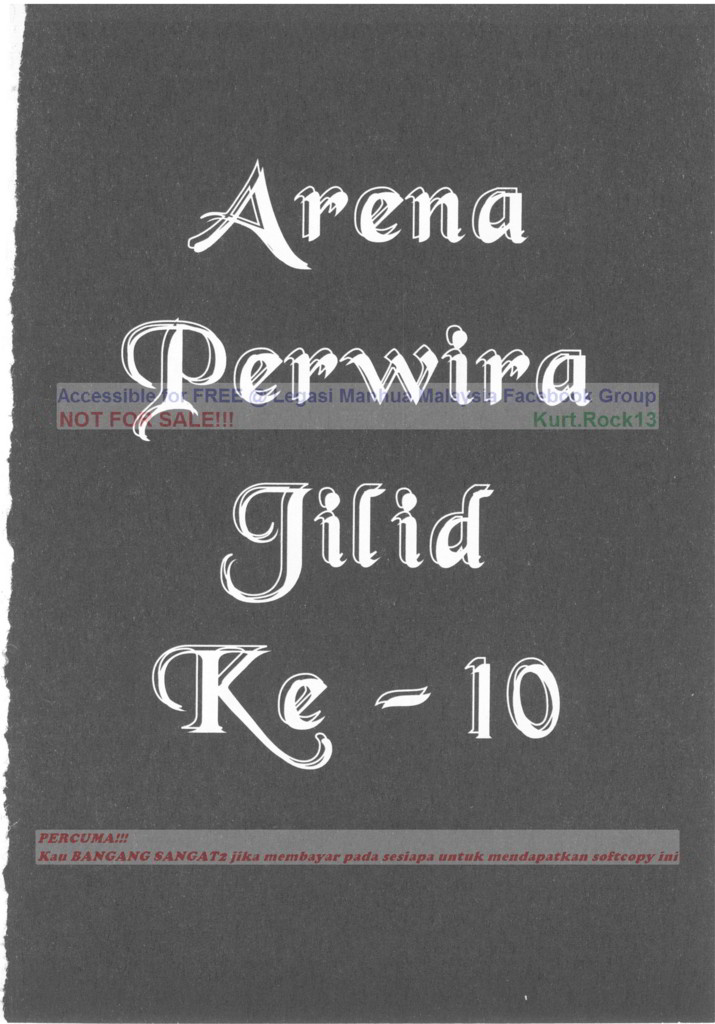 Arena
Perwira
Accessible for FREE @ Legasi Manhua Malaysia Facebook Group
NOT FOR SALE!!! Kurt.Rock13
Jilid
Ke - 10
PERCUMA!!!
Kau BANGANG SANGAT2 jika membayar pada sesiapa untuk mendapatkan softcopy ini